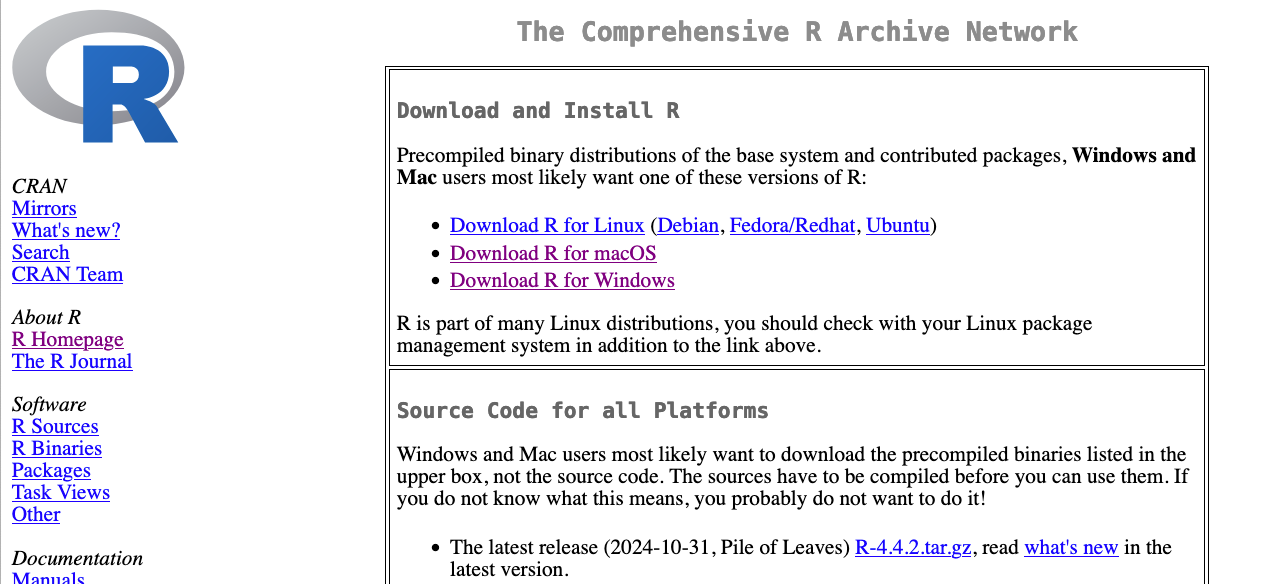 R
CRAN
Mirrors
What's new?
Search
CRAN Team
About R
R Homepage
The R Journal
Software
R Sources
R Binaries
Packages
Task Views
Other
Documentation
Manuals
The Comprehensive R Archive Network
Download and Install R
Precompiled binary distributions of the base system and contributed packages, Windows and
Mac users most likely want one of these versions of R:
• Download R for Linux (Debian, Fedora/Redhat, Ubuntu)
• Download R for macOS
• Download R for Windows
R is part of many Linux distributions, you should check with your Linux package
management system in addition to the link above.
Source Code for all Platforms
Windows and Mac users most likely want to download the precompiled binaries listed in the
upper box, not the source code. The sources have to be compiled before you can use them. If
you do not know what this means, you probably do not want to do it!
• The latest release (2024-10-31, Pile of Leaves) R-4.4.2.tar.gz, read what's new in the
latest version.